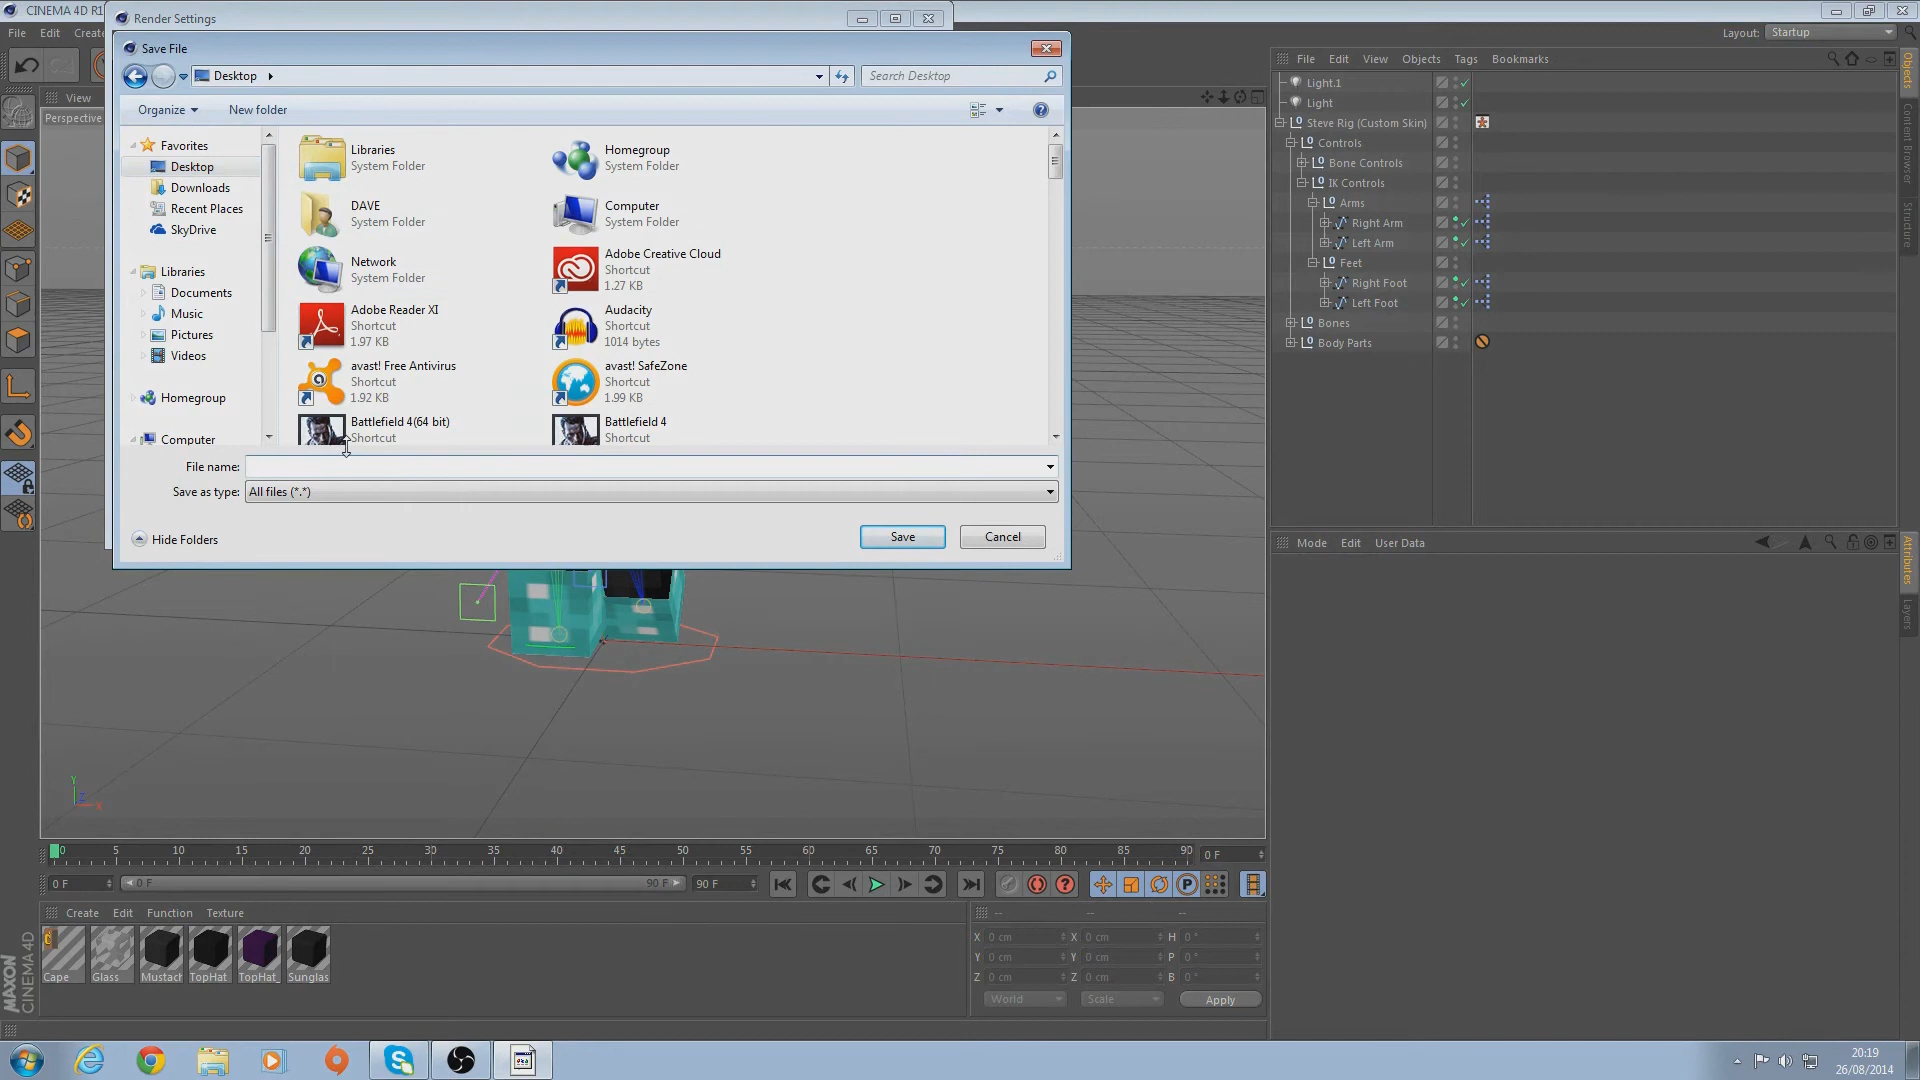 CINEMA 4D R1
Render Settings
File Edit Create
Layout: Startup
Save File
Desktop
Search Desktop
Organize New folder
View
Perspective
Favorites
Desktop
Downloads
Recent Places
SkyDrive
Libraries
Documents
Music
Pictures
Videos
Homegroup
Computer
Libraries
System Folder
Homegroup
System Folder
DAVE
System Folder
Computer
System Folder
Network
System Folder
Adobe Creative Cloud
Shortcut
1.27 KB
Adobe Reader XI
Shortcut
1.97 KB
Audacity
Shortcut
1014 bytes
avast! Free Antivirus
Shortcut
1.92 KB
avast! SafeZone
Shortcut
1.99 KB
Battlefield 4(64 bit)
Shortcut
Battlefield 4
Shortcut
File name:
Save as type: All files (*.*)
Hide Folders
Save Cancel
File Edit View Objects Tags Bookmarks
Light.1
Light
Steve Rig (Custom Skin)
Controls
Bone Controls
IK Controls
Arms
Right Arm
Left Arm
Feet
Right Foot
Left Foot
Bones
Body Parts
Objects
Content Browser
Structure
Mode Edit User Data
Attributes
Layers
Y
Z
X
0 5 10 15 20 25 30 35 40 45 50 55 60 65 70 75 80 85 90 0 F
0 F 0 F 90 F 90 F
Create Edit Function Texture
Cape Glass Mustach TopHat TopHat_ Sunglas
-- -- --
X 0 cm X 0 cm H 0 °
Y 0 cm Y 0 cm P 0 °
Z 0 cm Z 0 cm B 0 °
World Scale Apply
MAXON
CINEMA 4D
20:19
26/08/2014